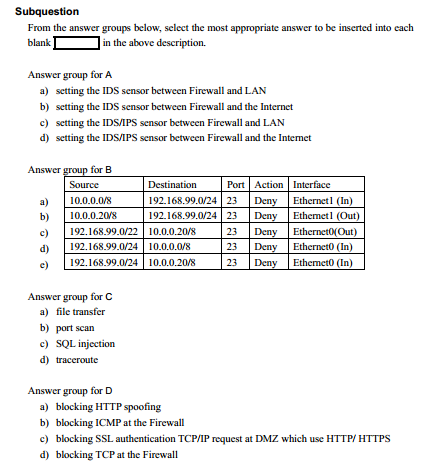 Subquestion
From the answer groups below, select the most appropriate answer to be inserted into each
blank in the above description.
Answer group for A
a) setting the IDS sensor between Firewall and LAN
b) setting the IDS sensor between Firewall and the Internet
c) setting the IDS/IPS sensor between Firewall and LAN
d) setting the IDS/IPS sensor between Firewall and the Internet
Answer group for B
Source Destination Port Action Interface
a) 10.0.0.0/8 192.168.99.0/24 23 Deny Ethernet1 (In)
b) 10.0.0.20/8 192.168.99.0/24 23 Deny Ethernet1 (Out)
c) 192.168.99.0/22 10.0.0.20/8 23 Deny Ethernet0(Out)
d) 192.168.99.0/24 10.0.0.0/8 23 Deny Ethernet0 (In)
e) 192.168.99.0/24 10.0.0.20/8 23 Deny Ethernet0 (In)
Answer group for C
a) file transfer
b) port scan
c) SQL injection
d) traceroute
Answer group for D
a) blocking HTTP spoofing
b) blocking ICMP at the Firewall
c) blocking SSL authentication TCP/IP request at DMZ which use HTTP/ HTTPS
d) blocking TCP at the Firewall